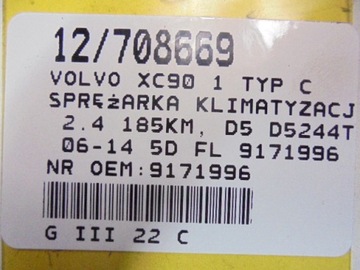 12/708669
VOLVO XC90 1 TYP C
SPRĘŻARKA KLIMATYZACJ
2.4 185KM, D5 D5244T
06-14 5D FL 9171996
NR OEM:9171996
G III 22 C